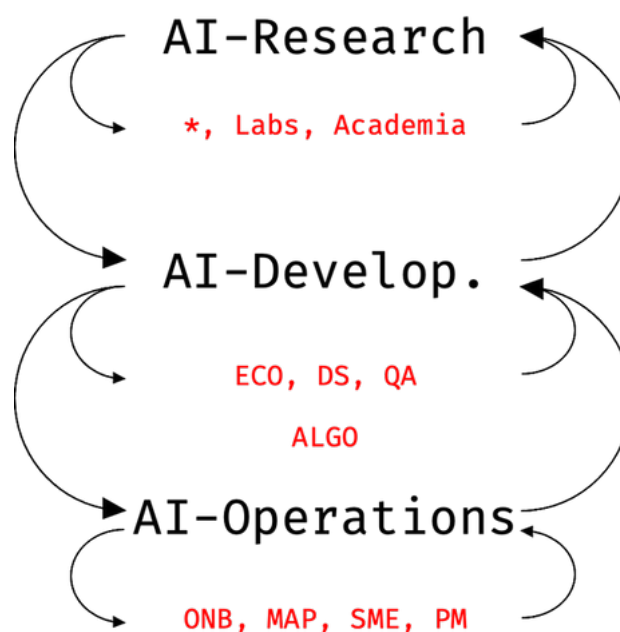 AI-Research
*, Labs, Academia
AI-Develop.
ECO, DS, QA
ALGO
AI-Operations
ONB, MAP, SME, PM